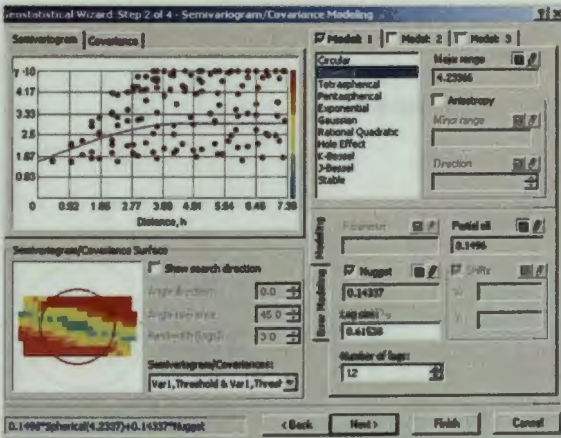 Geostatistical Wizard: Step 2 of 4 - Semivariogram/Covariance Modeling
Semivariogram
Covariance
γ ·10
4.17
3.33
2.5
1.67
0.83
0 0.92 1.85 2.77 3.69 4.61 5.54 6.46 7.38
Distance, h
Semivariogram/Covariance Surface
Show search direction
Angle direction:
0.0
Angle tolerance:
45.0
Bandwidth (lags):
3.0
Semivariogram/Covariances:
Var1,Threshold & Var1,Thresh
Model: 1
Model: 2
Model: 3
Circular
Tetraspherical
Pentaspherical
Exponential
Gaussian
Rational Quadratic
Hole Effect
K-Bessel
J-Bessel
Stable
Major range
4.23366
Anisotropy
Minor range
Direction
Modeling
Error Modeling
Parameter
Partial sill
0.1496
Nugget
0.14337
Shifts
Lag size:
0.61538
Number of lags:
12
0.1496*Spherical(4.2337)+0.14337*Nugget
< Back
Next >
Finish
Cancel